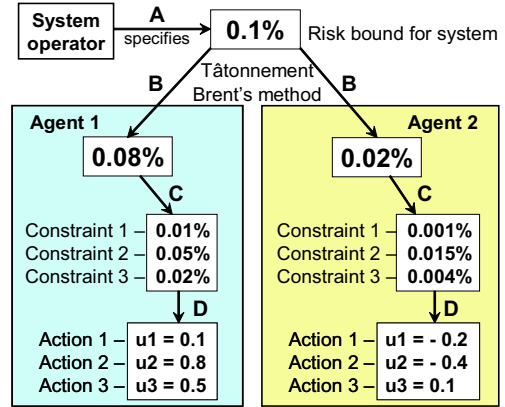 System
operator
A
specifies
0.1%
Risk bound for system
B
Tâtonnement
Brent's method
B
Agent 1
0.08%
C
Constraint 1 – 0.01%
Constraint 2 – 0.05%
Constraint 3 – 0.02%
D
Action 1 – u1 = 0.1
Action 2 – u2 = 0.8
Action 3 – u3 = 0.5
Agent 2
0.02%
C
Constraint 1 – 0.001%
Constraint 2 – 0.015%
Constraint 3 – 0.004%
D
Action 1 – u1 = - 0.2
Action 2 – u2 = - 0.4
Action 3 – u3 = 0.1